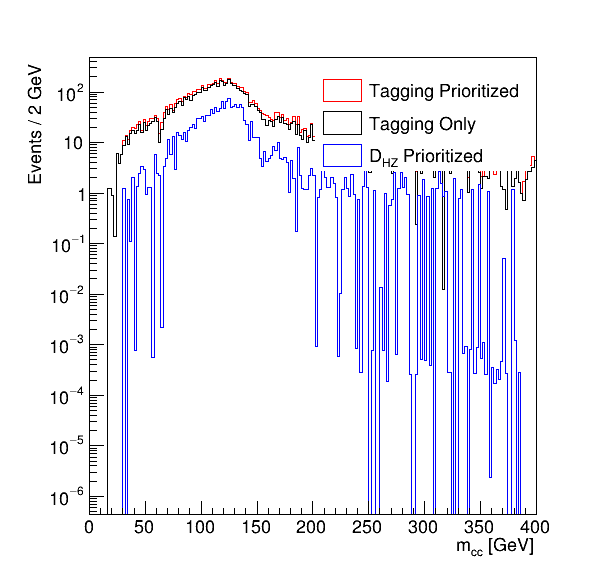 Events / 2 GeV
Tagging Prioritized
Tagging Only
D_HZ Prioritized
10^2
10
1
10^−1
10^−2
10^−3
10^−4
10^−5
10^−6
0 50 100 150 200 250 300 350 400
m_cc [GeV]